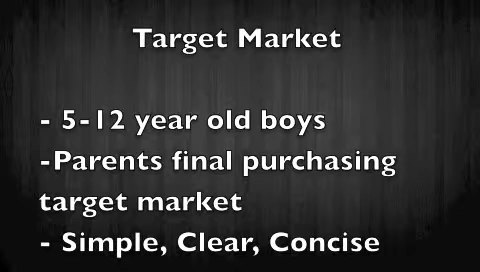 Target Market
- 5-12 year old boys
-Parents final purchasing
target market
- Simple, Clear, Concise